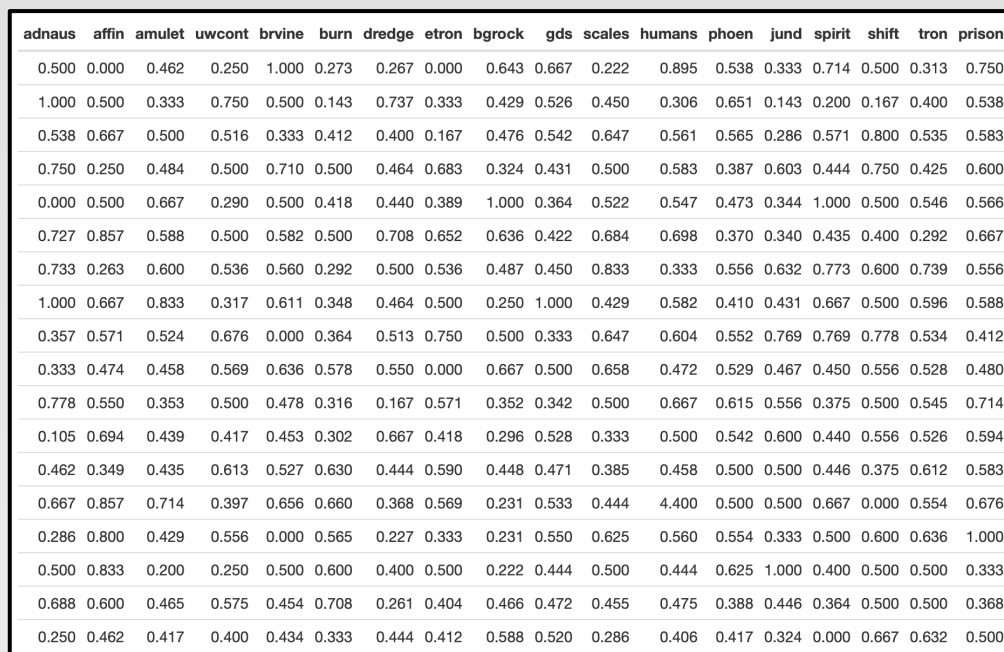 adnaus affin amulet uwcont brvine burn dredge etron bgrock gds scales humans phoen jund spirit shift tron prison
0.500 0.000 0.462 0.250 1.000 0.273 0.267 0.000 0.643 0.667 0.222 0.895 0.538 0.333 0.714 0.500 0.313 0.750
1.000 0.500 0.333 0.750 0.500 0.143 0.737 0.333 0.429 0.526 0.450 0.306 0.651 0.143 0.200 0.167 0.400 0.538
0.538 0.667 0.500 0.516 0.333 0.412 0.400 0.167 0.476 0.542 0.647 0.561 0.565 0.286 0.571 0.800 0.535 0.583
0.750 0.250 0.484 0.500 0.710 0.500 0.464 0.683 0.324 0.431 0.500 0.583 0.387 0.603 0.444 0.750 0.425 0.600
0.000 0.500 0.667 0.290 0.500 0.418 0.440 0.389 1.000 0.364 0.522 0.547 0.473 0.344 1.000 0.500 0.546 0.566
0.727 0.857 0.588 0.500 0.582 0.500 0.708 0.652 0.636 0.422 0.684 0.698 0.370 0.340 0.435 0.400 0.292 0.667
0.733 0.263 0.600 0.536 0.560 0.292 0.500 0.536 0.487 0.450 0.833 0.333 0.556 0.632 0.773 0.600 0.739 0.556
1.000 0.667 0.833 0.317 0.611 0.348 0.464 0.500 0.250 1.000 0.429 0.582 0.410 0.431 0.667 0.500 0.596 0.588
0.357 0.571 0.524 0.676 0.000 0.364 0.513 0.750 0.500 0.333 0.647 0.604 0.552 0.769 0.769 0.778 0.534 0.412
0.333 0.474 0.458 0.569 0.636 0.578 0.550 0.000 0.667 0.500 0.658 0.472 0.529 0.467 0.450 0.556 0.528 0.480
0.778 0.550 0.353 0.500 0.478 0.316 0.167 0.571 0.352 0.342 0.500 0.667 0.615 0.556 0.375 0.500 0.545 0.714
0.105 0.694 0.439 0.417 0.453 0.302 0.667 0.418 0.296 0.528 0.333 0.500 0.542 0.600 0.440 0.556 0.526 0.594
0.462 0.349 0.435 0.613 0.527 0.630 0.444 0.590 0.448 0.471 0.385 0.458 0.500 0.500 0.446 0.375 0.612 0.583
0.667 0.857 0.714 0.397 0.656 0.660 0.368 0.569 0.231 0.533 0.444 4.400 0.500 0.500 0.667 0.000 0.554 0.676
0.286 0.800 0.429 0.556 0.000 0.565 0.227 0.333 0.231 0.550 0.625 0.560 0.554 0.333 0.500 0.600 0.636 1.000
0.500 0.833 0.200 0.250 0.500 0.600 0.400 0.500 0.222 0.444 0.500 0.444 0.625 1.000 0.400 0.500 0.500 0.333
0.688 0.600 0.465 0.575 0.454 0.708 0.261 0.404 0.466 0.472 0.455 0.475 0.388 0.446 0.364 0.500 0.500 0.368
0.250 0.462 0.417 0.400 0.434 0.333 0.444 0.412 0.588 0.520 0.286 0.406 0.417 0.324 0.000 0.667 0.632 0.500